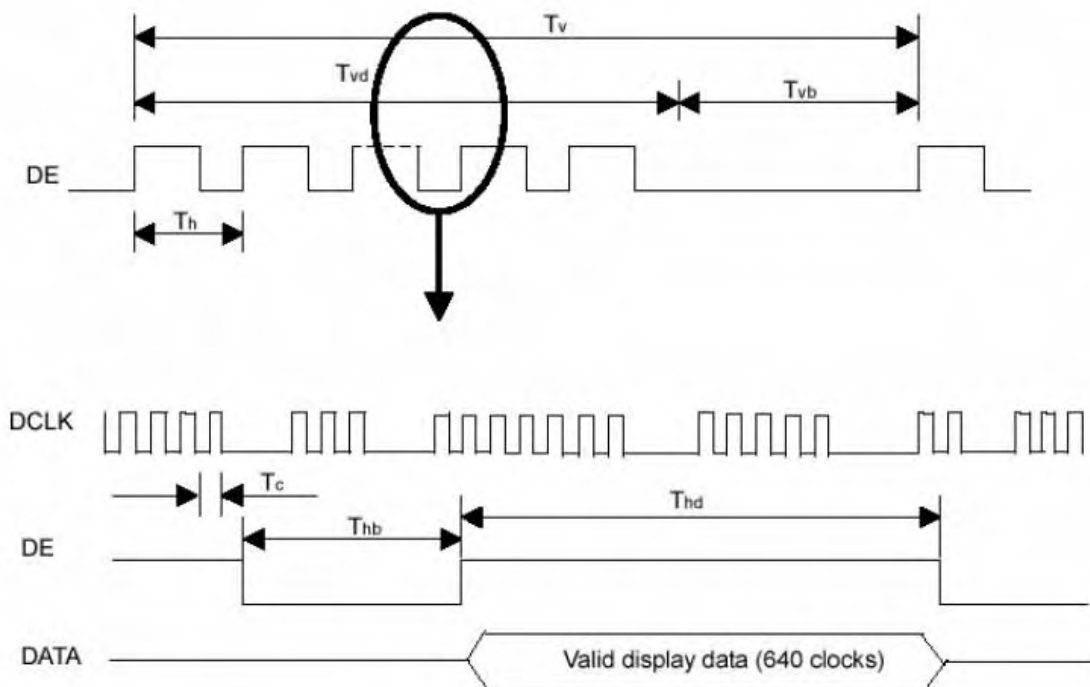 Tv
Tvd
Tvb
DE
Th
DCLK
Tc
Thd
Thb
DE
DATA
Valid display data (640 clocks)